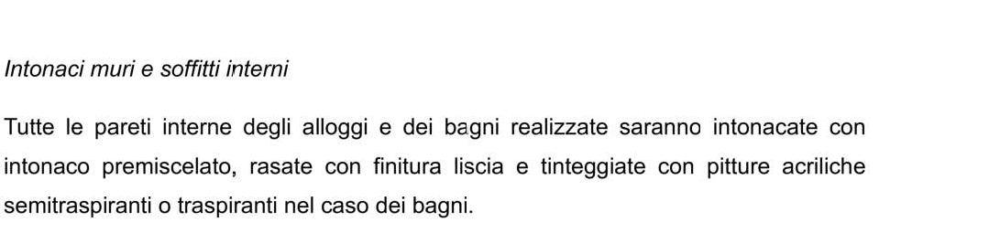 Intonaci muri e soffitti interni
Tutte le pareti interne degli alloggi e dei bagni realizzate saranno intonacate con
intonaco premiscelato, rasate con finitura liscia e tinteggiate con pitture acriliche
semitraspiranti o traspiranti nel caso dei bagni.